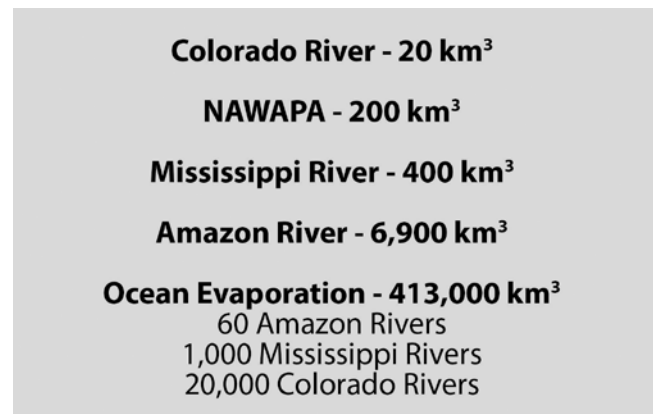 Colorado River - 20 km³
NAWAPA - 200 km³
Mississippi River - 400 km³
Amazon River - 6,900 km³
Ocean Evaporation - 413,000 km³
60 Amazon Rivers
1,000 Mississippi Rivers
20,000 Colorado Rivers